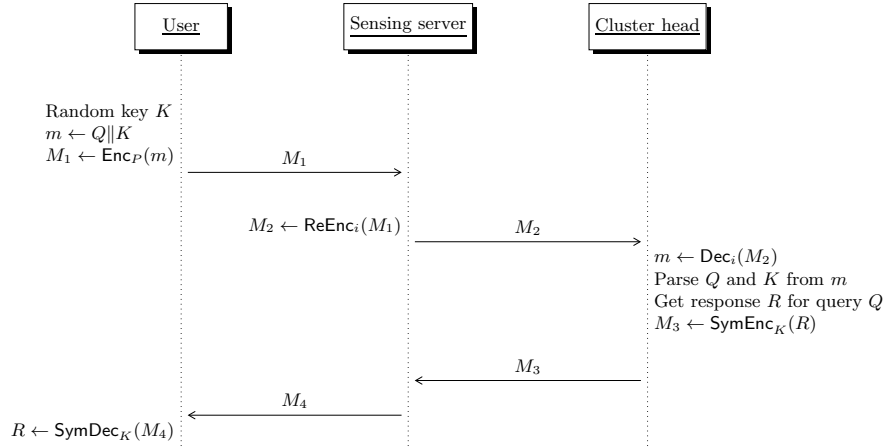 User
Sensing server
Cluster head
Random key K
m ← Q‖K
M₁ ← Enc_P(m)
M₁
M₂ ← ReEnc_i(M₁)
M₂
m ← Dec_i(M₂)
Parse Q and K from m
Get response R for query Q
M₃ ← SymEnc_K(R)
M₃
M₄
R ← SymDec_K(M₄)